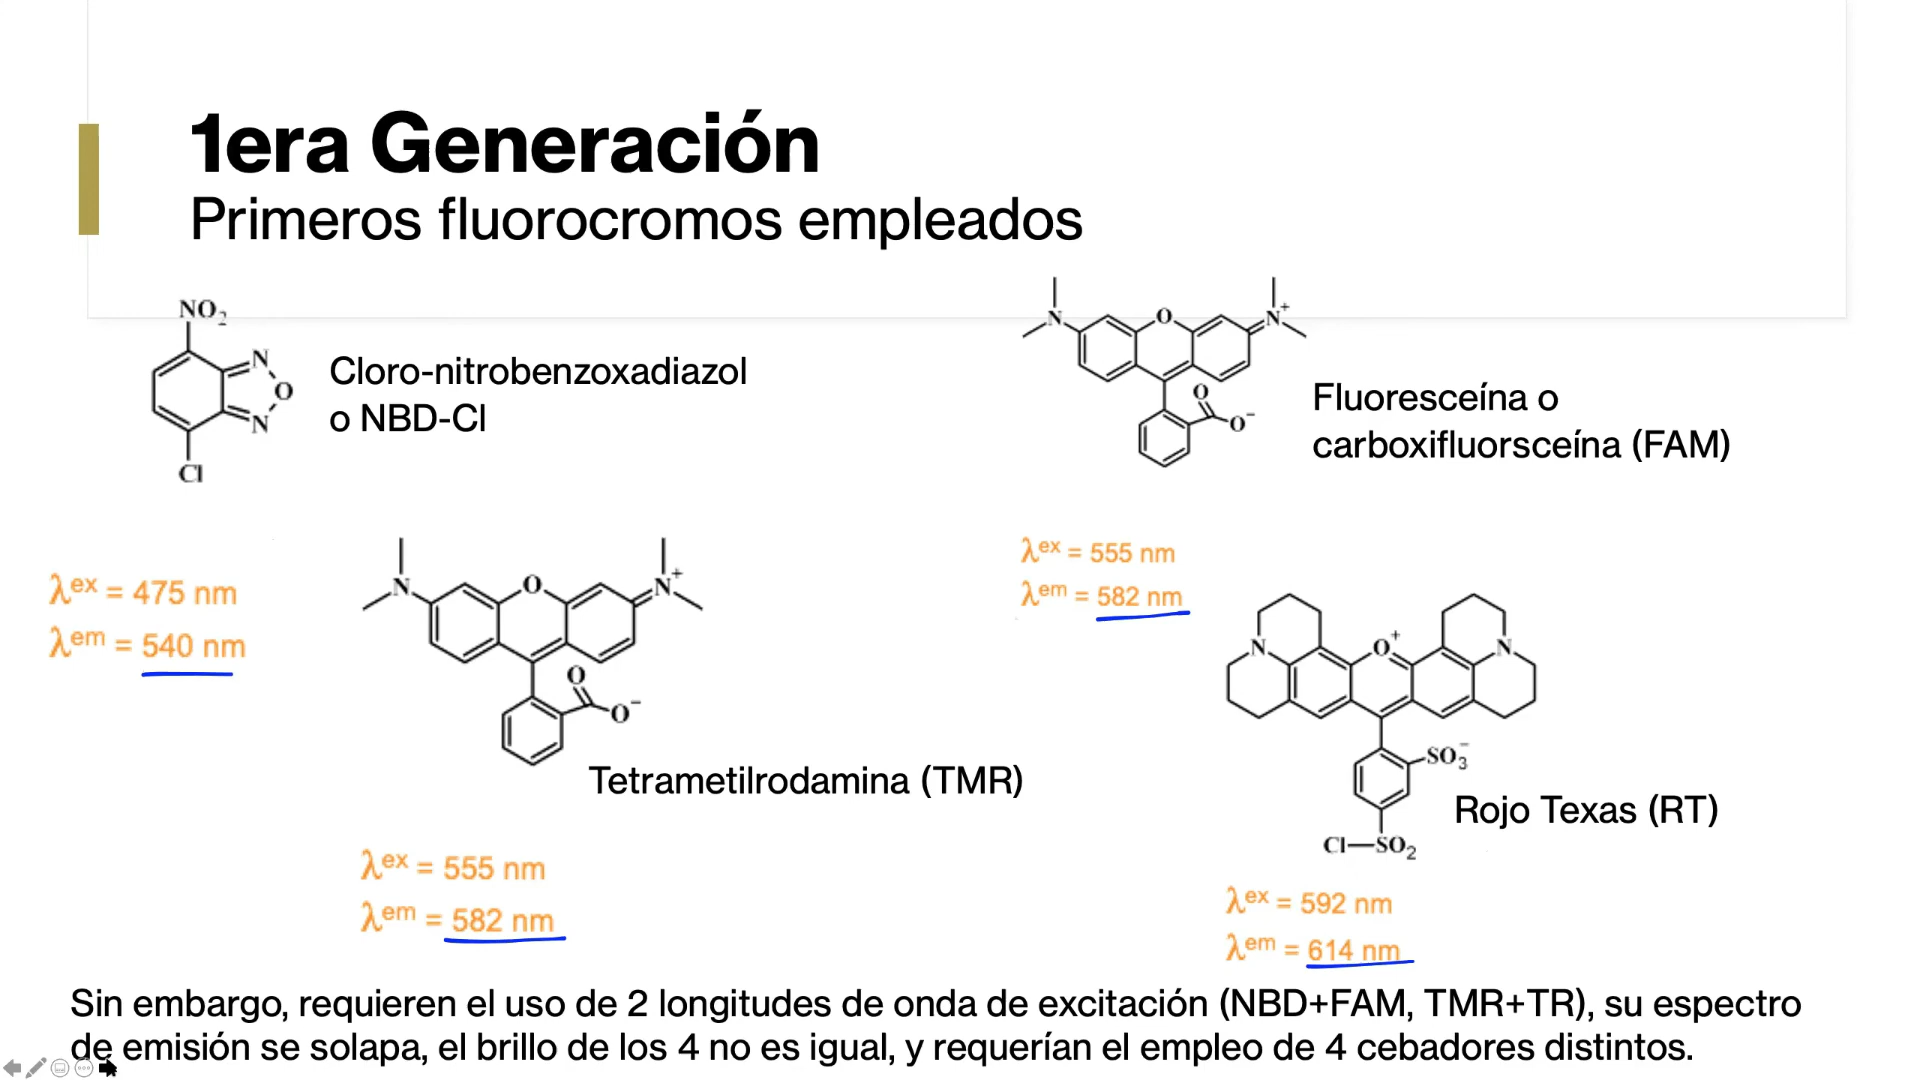 1era Generación
Primeros fluorocromos empleados
NO2
N
O
N
Cl
Cloro-nitrobenzoxadiazol
o NBD-Cl
N
O
N+
O
O-
Fluoresceína o
carboxifluorsceína (FAM)
λex = 475 nm
λem = 540 nm
N
O
N+
O
O-
Tetrametilrodamina (TMR)
λex = 555 nm
λem = 582 nm
λex = 555 nm
λem = 582 nm
N
O+
N
SO3-
Cl—SO2
Rojo Texas (RT)
λex = 592 nm
λem = 614 nm
Sin embargo, requieren el uso de 2 longitudes de onda de excitación (NBD+FAM, TMR+TR), su espectro
de emisión se solapa, el brillo de los 4 no es igual, y requerían el empleo de 4 cebadores distintos.